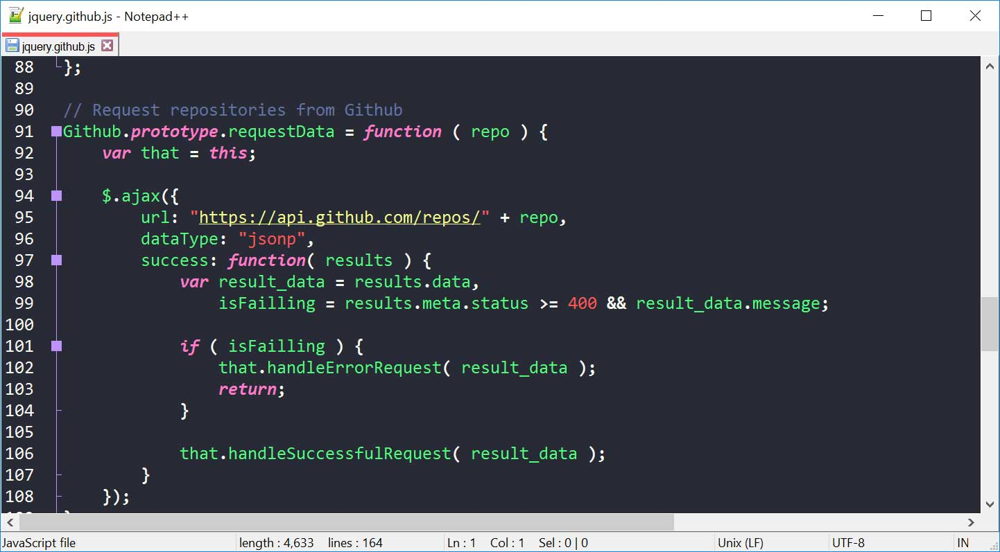 jquery.github.js - Notepad++
jquery.github.js
88 };
89
90 // Request repositories from Github
91 Github.prototype.requestData = function ( repo ) {
92     var that = this;
93
94     $.ajax({
95         url: "https://api.github.com/repos/" + repo,
96         dataType: "jsonp",
97         success: function( results ) {
98             var result_data = results.data,
99                 isFailling = results.meta.status >= 400 && result_data.message;
100
101             if ( isFailling ) {
102                 that.handleErrorRequest( result_data );
103                 return;
104             }
105
106             that.handleSuccessfulRequest( result_data );
107         }
108     });
JavaScript file length : 4,633 lines : 164 Ln : 1 Col : 1 Sel : 0 | 0 Unix (LF) UTF-8 IN